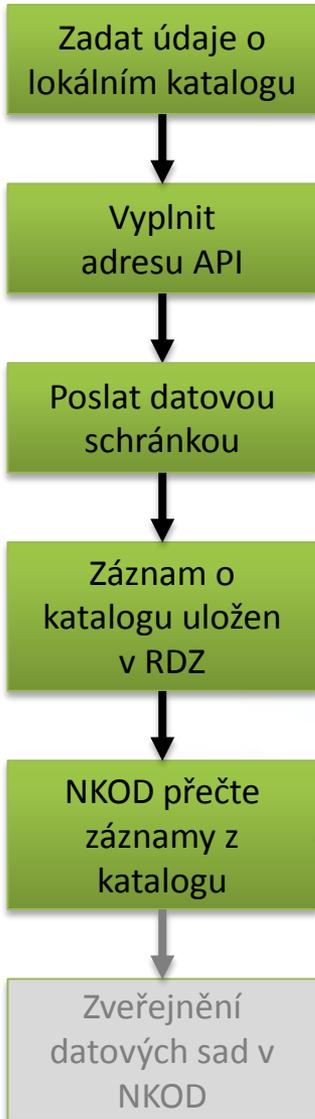 Zadat údaje o
lokálním katalogu
Vyplnit
adresu API
Poslat datovou
schránkou
Záznam o
katalogu uložen
v RDZ
NKOD přečte
záznamy z
katalogu
Zveřejnění
datových sad v
NKOD